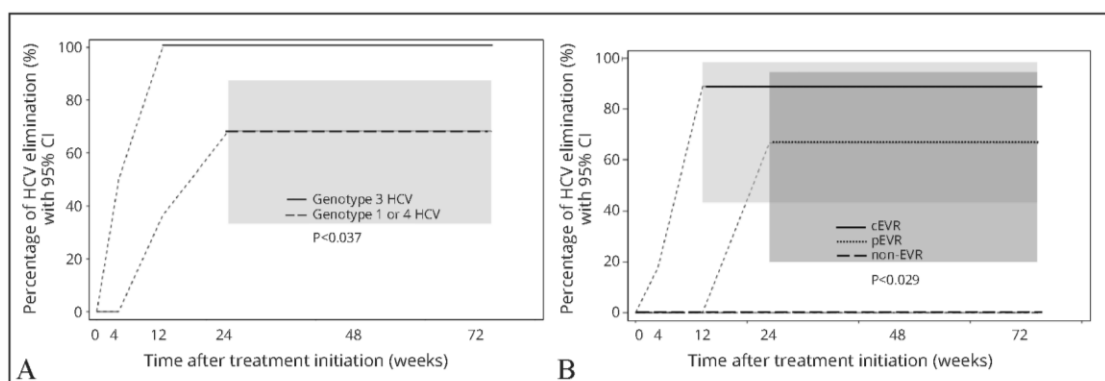 Percentage of HCV elimination (%)
with 95% CI
100
80
60
40
20
0
Genotype 3 HCV
Genotype 1 or 4 HCV
P<0.037
0 4 12 24 48 72
Time after treatment initiation (weeks)
A
Percentage of HCV elimination (%)
with 95% CI
100
80
60
40
20
0
cEVR
pEVR
non-EVR
P<0.029
0 4 12 24 48 72
Time after treatment initiation (weeks)
B